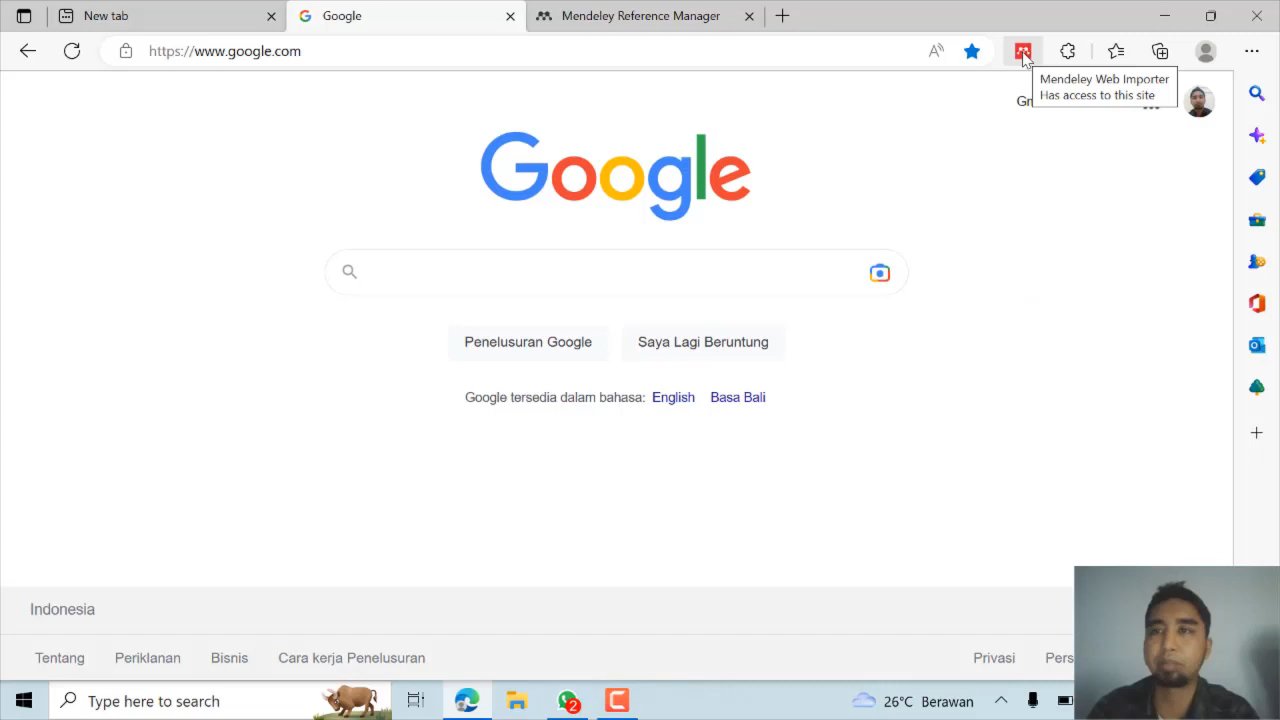 New tab
Google
Mendeley Reference Manager
https://www.google.com
Mendeley Web Importer
Has access to this site
Gm
Google
Penelusuran Google
Saya Lagi Beruntung
Google tersedia dalam bahasa: English Basa Bali
Indonesia
Tentang
Periklanan
Bisnis
Cara kerja Penelusuran
Privasi
Pers
Type here to search
2
26°C Berawan